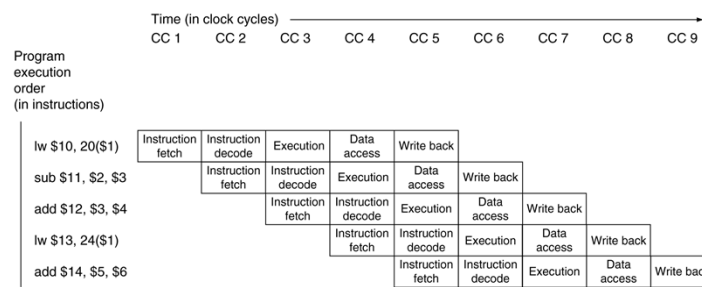 Time (in clock cycles)
CC 1 CC 2 CC 3 CC 4 CC 5 CC 6 CC 7 CC 8 CC 9
Program
execution
order
(in instructions)
lw $10, 20($1) Instruction fetch Instruction decode Execution Data access Write back
sub $11, $2, $3 Instruction fetch Instruction decode Execution Data access Write back
add $12, $3, $4 Instruction fetch Instruction decode Execution Data access Write back
lw $13, 24($1) Instruction fetch Instruction decode Execution Data access Write back
add $14, $5, $6 Instruction fetch Instruction decode Execution Data access Write bac